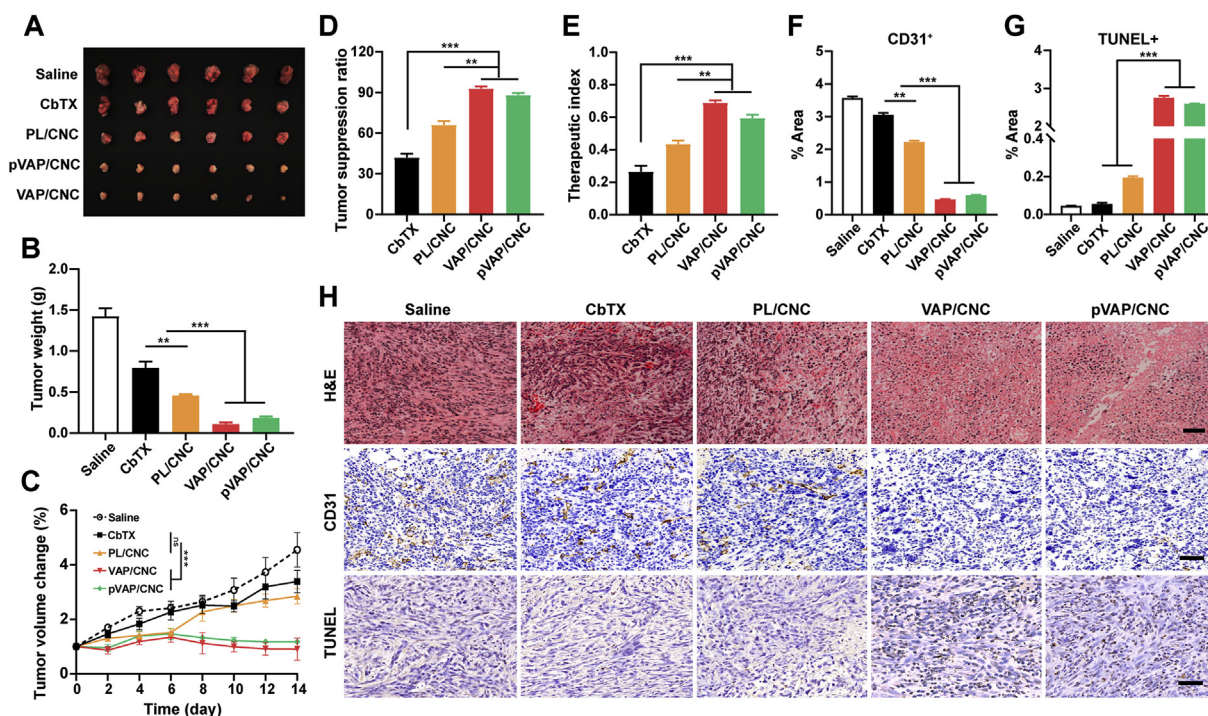 A
Saline
CbTX
PL/CNC
pVAP/CNC
VAP/CNC
B
Tumor weight (g)
2.0
1.5
1.0
0.5
0.0
**
***
Saline
CbTX
PL/CNC
VAP/CNC
pVAP/CNC
C
Tumor volume change (%)
6
4
2
0
Saline
CbTX
PL/CNC
VAP/CNC
pVAP/CNC
ns
***
0 2 4 6 8 10 12 14
Time (day)
D
Tumor suppression ratio
120
90
60
30
0
***
**
CbTX
PL/CNC
VAP/CNC
pVAP/CNC
E
Therapeutic index
1.0
0.8
0.6
0.4
0.2
0.0
***
**
CbTX
PL/CNC
VAP/CNC
pVAP/CNC
F
CD31+
% Area
5
4
3
2
1
0
**
***
Saline
CbTX
PL/CNC
VAP/CNC
pVAP/CNC
G
TUNEL+
% Area
4
3
2
0.4
0.2
0.0
***
Saline
CbTX
PL/CNC
VAP/CNC
pVAP/CNC
H
Saline CbTX PL/CNC VAP/CNC pVAP/CNC
H&E
CD31
TUNEL